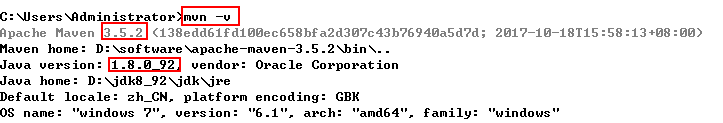 C:\Users\Administrator>mvn -v
Apache Maven 3.5.2 (138edd61fd100ec658bfa2d307c43b76940a5d7d; 2017-10-18T15:58:13+08:00)
Maven home: D:\software\apache-maven-3.5.2\bin\..
Java version: 1.8.0_92, vendor: Oracle Corporation
Java home: D:\jdk8_92\jdk\jre
Default locale: zh_CN, platform encoding: GBK
OS name: "windows 7", version: "6.1", arch: "amd64", family: "windows"